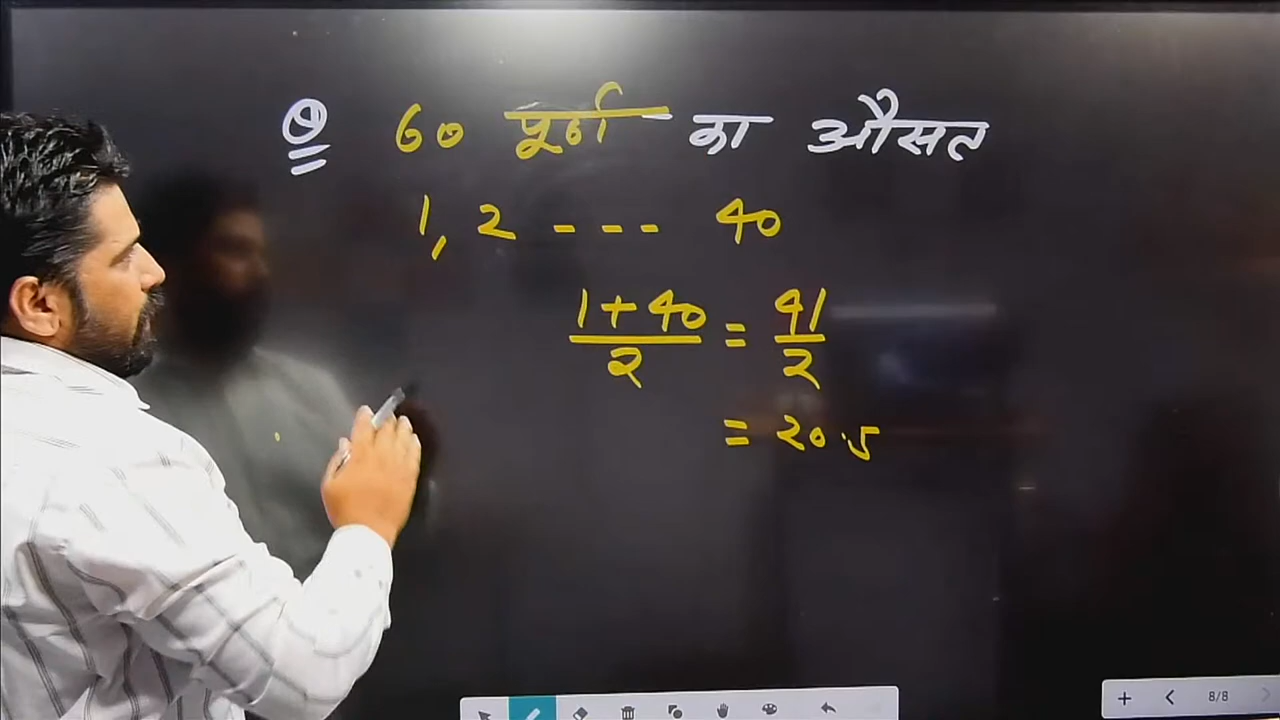 Q 60 पूर्ण का औसत
1, 2 - - - 40
1+40/2 = 41/2
= 20.5
8/8